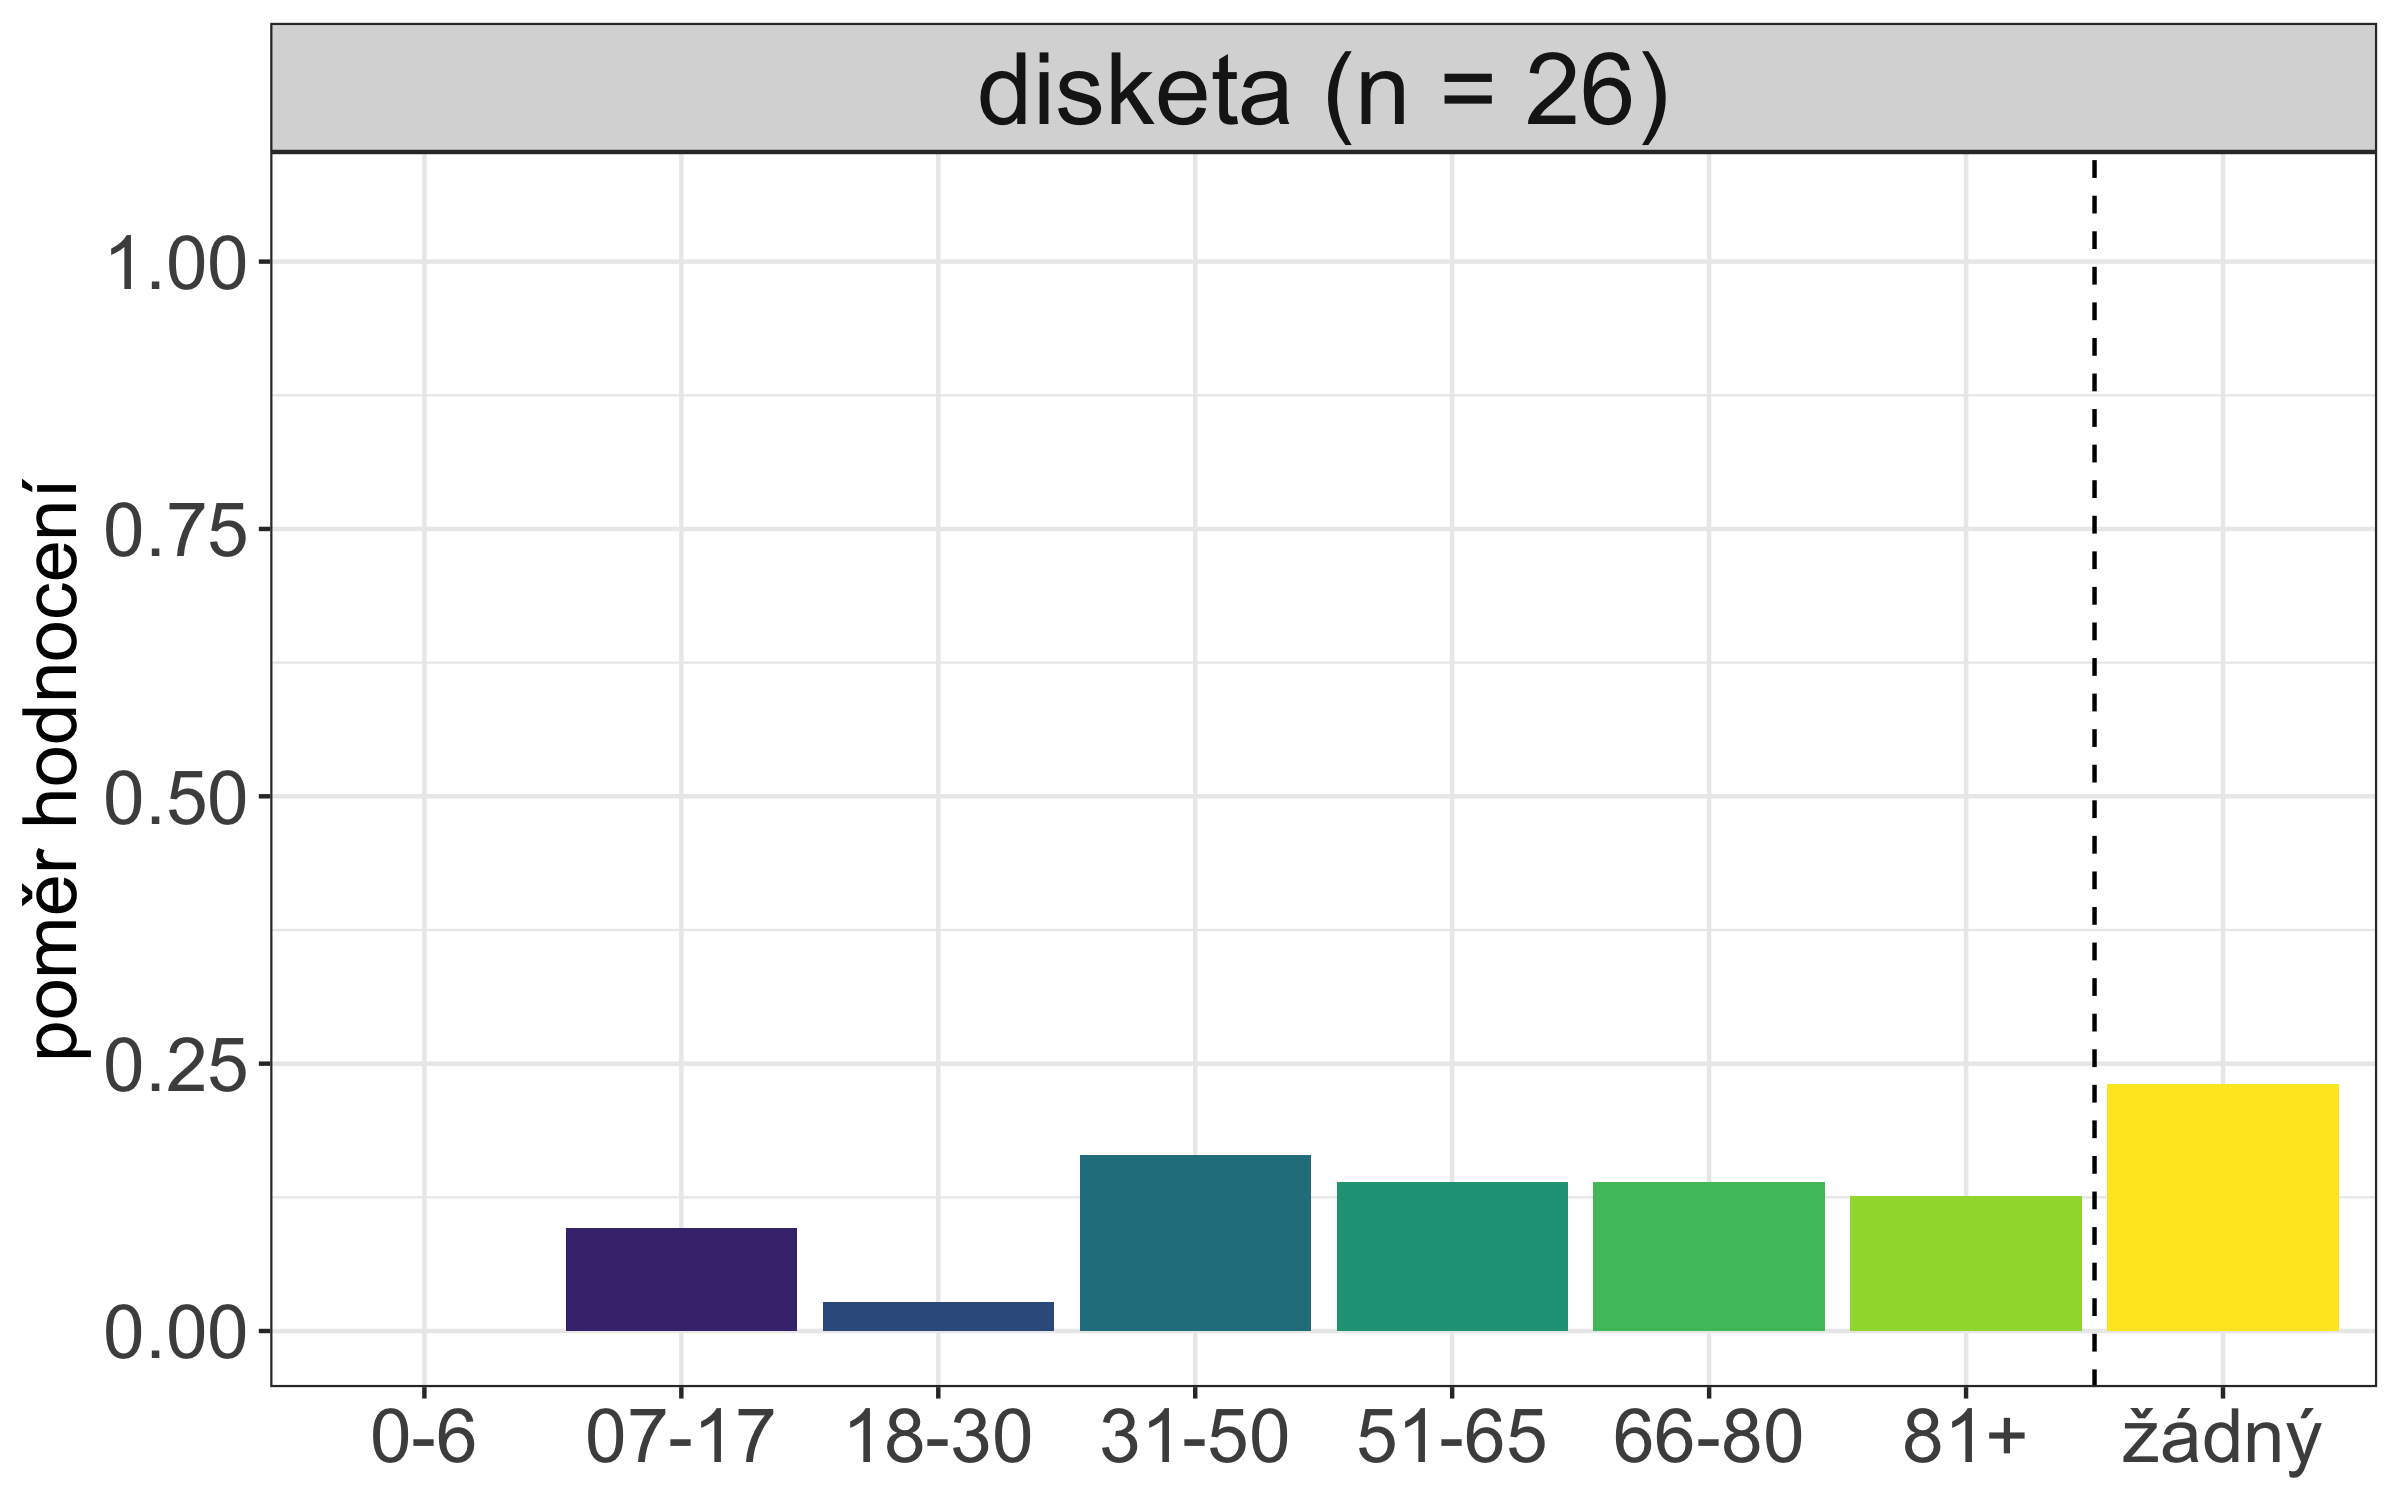 disketa (n = 26)
poměr hodnocení
1.00
0.75
0.50
0.25
0.00
0-6 07-17 18-30 31-50 51-65 66-80 81+ žádný